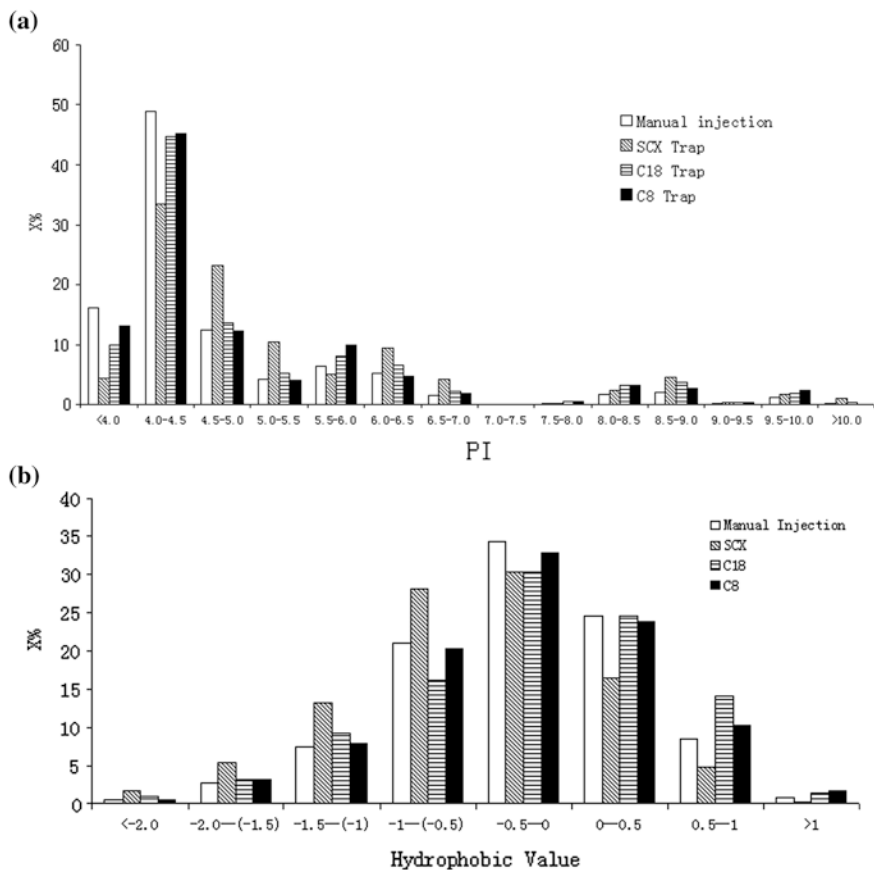 (a)
60
50
40
30
20
10
0
X%
Manual injection
SCX Trap
C18 Trap
C8 Trap
<4.0 4.0-4.5 4.5-5.0 5.0-5.5 5.5-6.0 6.0-6.5 6.5-7.0 7.0-7.5 7.5-8.0 8.0-8.5 8.5-9.0 9.0-9.5 9.5-10.0 >10.0
PI
(b)
40
35
30
25
20
15
10
5
0
X%
Manual Injection
SCX
C18
C8
<-2.0 -2.0—(-1.5) -1.5—(-1) -1—(-0.5) -0.5—0 0—0.5 0.5—1 >1
Hydrophobic Value